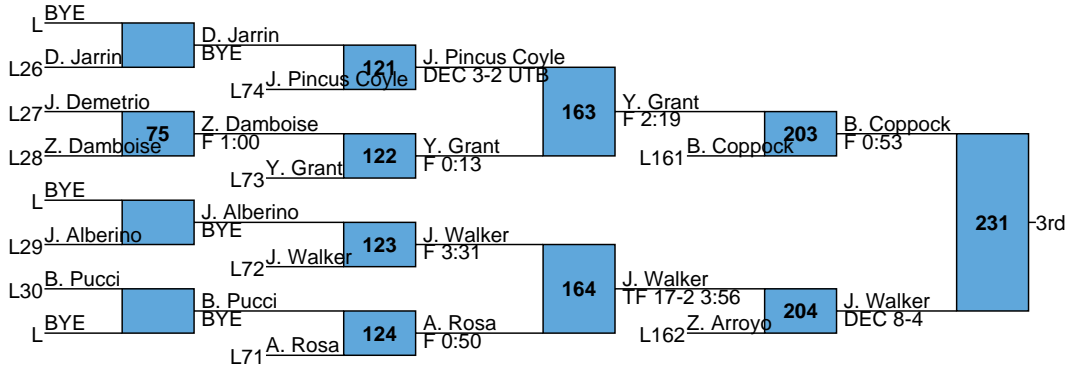 L BYE
L26 D. Jarrin
D. Jarrin
BYE
121
L74 J. Pincus Coyle
J. Pincus Coyle
DEC 3-2 UTB
L27 J. Demetrio
75
L28 Z. Damboise
Z. Damboise
F 1:00
122
L73 Y. Grant
Y. Grant
F 0:13
163
Y. Grant
F 2:19
203
L161 B. Coppock
B. Coppock
F 0:53
L BYE
L29 J. Alberino
J. Alberino
BYE
123
L72 J. Walker
J. Walker
F 3:31
L30 B. Pucci
L BYE
B. Pucci
BYE
124
L71 A. Rosa
A. Rosa
F 0:50
164
J. Walker
TF 17-2 3:56
204
L162 Z. Arroyo
J. Walker
DEC 8-4
231
3rd